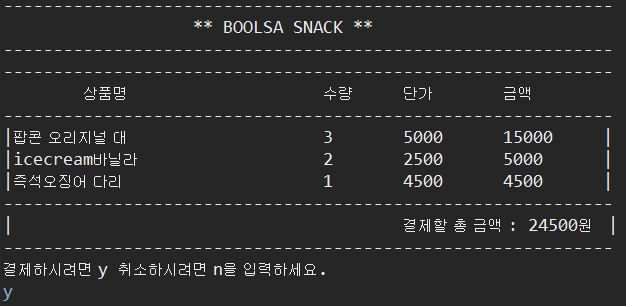 ** BOOLSA SNACK **
상품명 수량 단가 금액
|팝콘 오리지널 대 3 5000 15000 |
|icecream바닐라 2 2500 5000 |
|즉석오징어 다리 1 4500 4500 |
| 결제할 총 금액 : 24500원 |
결제하시려면 y 취소하시려면 n을 입력하세요.
y